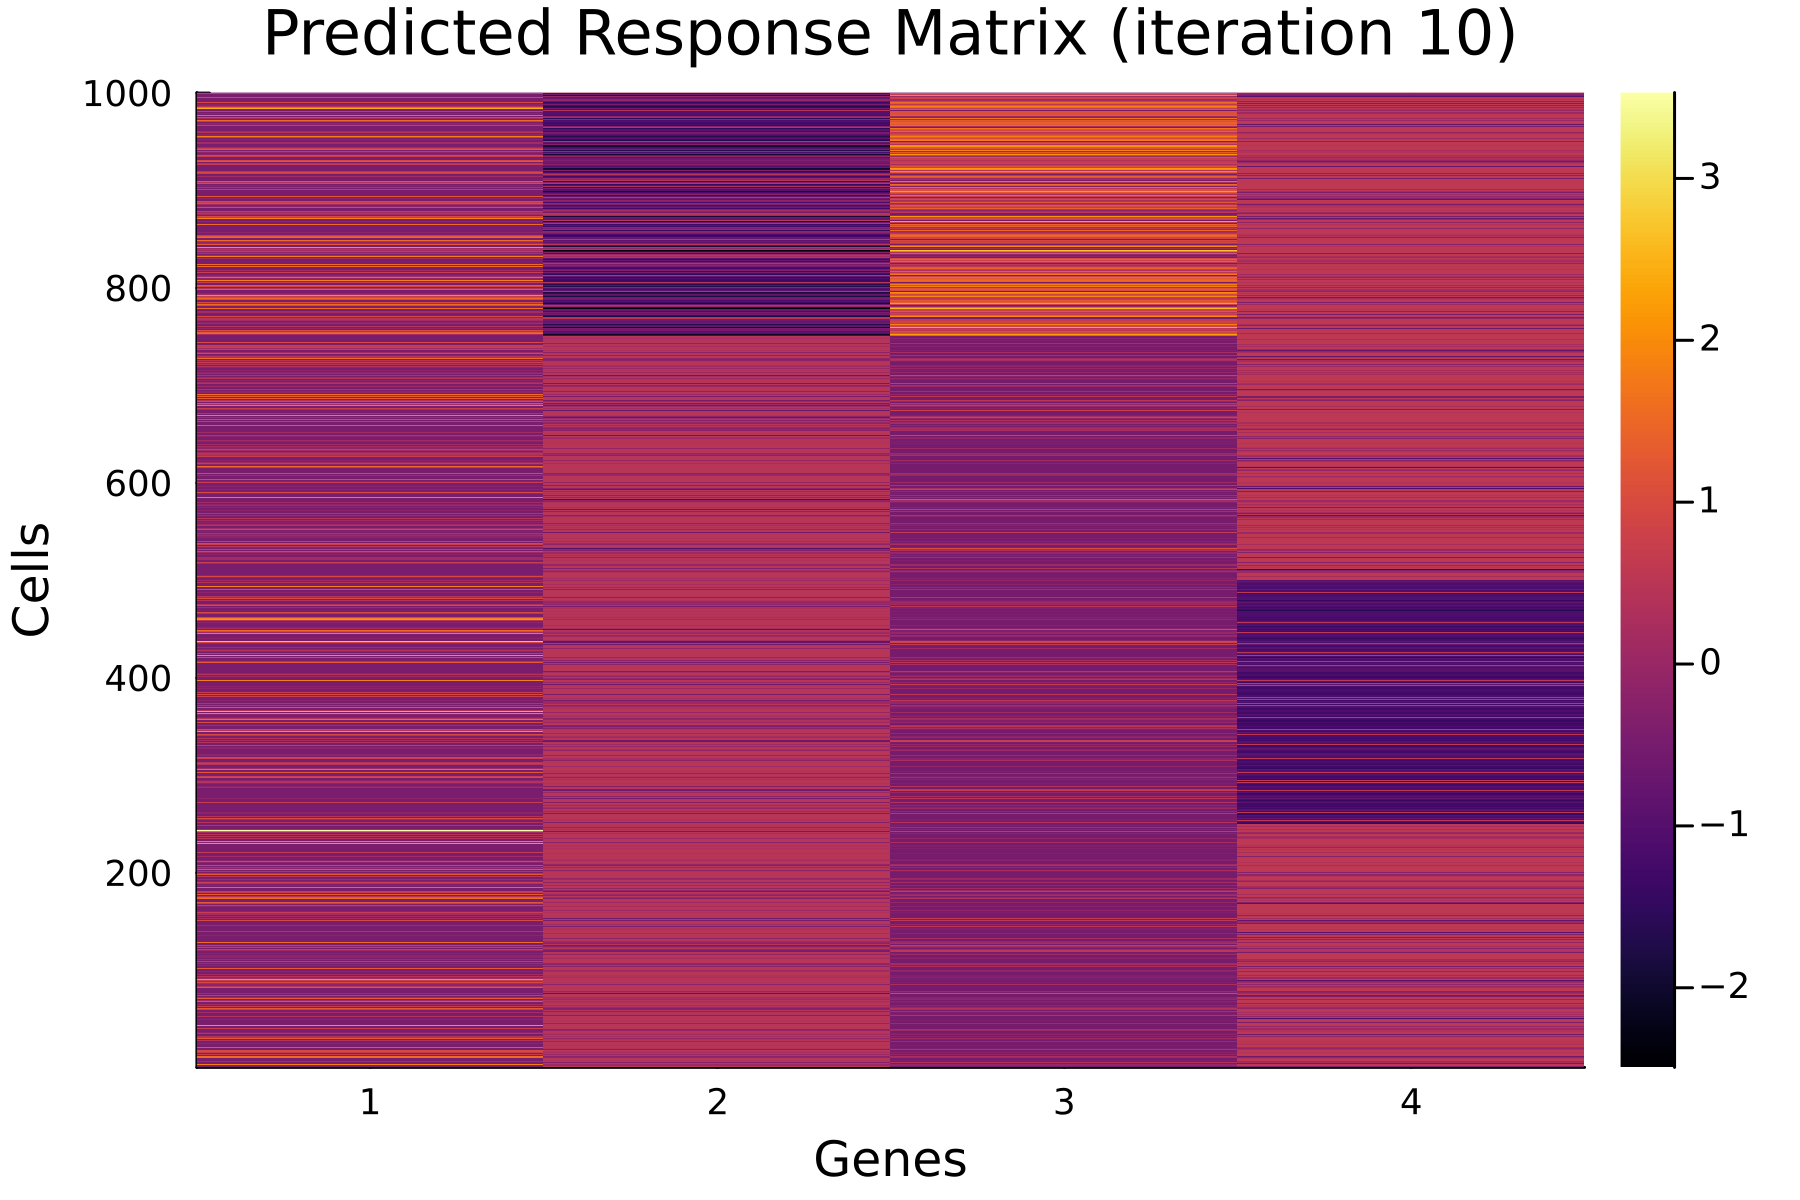 Predicted Response Matrix (iteration 10)
1000
800
600
400
200
Cells
1 2 3 4
Genes
3
2
1
0
−1
−2